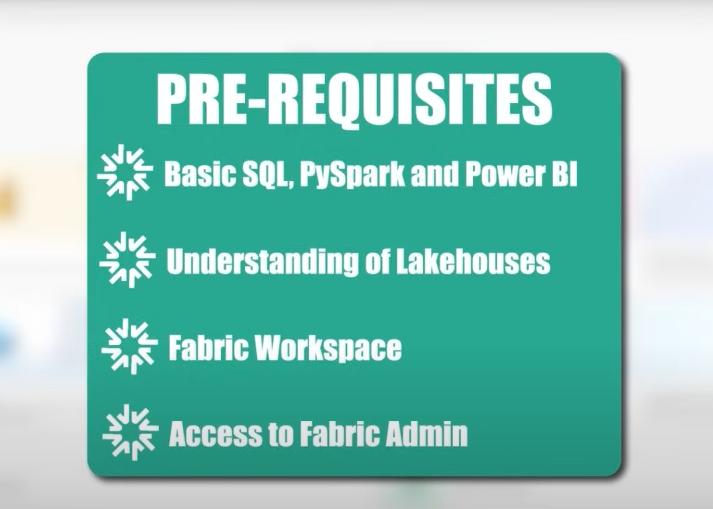 PRE-REQUISITES
Basic SQL, PySpark and Power BI
Understanding of Lakehouses
Fabric Workspace
Access to Fabric Admin